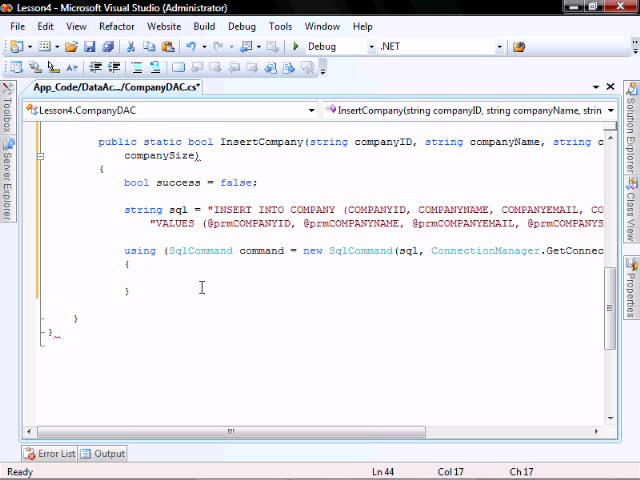 Lesson4 - Microsoft Visual Studio (Administrator)
File Edit View Refactor Website Build Debug Tools Window Help
Debug .NET
App_Code/DataAc.../CompanyDAC.cs*
Lesson4.CompanyDAC InsertCompany(string companyID, string companyName, strin
public static bool InsertCompany(string companyID, string companyName, string c
companySize)
{
bool success = false;
string sql = "INSERT INTO COMPANY (COMPANYID, COMPANYNAME, COMPANYEMAIL, CO
"VALUES (@prmCOMPANYID, @prmCOMPANYNAME, @prmCOMPANYEMAIL, @prmCOMPANYS
using (SqlCommand command = new SqlCommand(sql, ConnectionManager.GetConnec
{
}
}
}
Toolbox
Server Explorer
Solution Explorer
Class View
Properties
Error List Output
Ready Ln 44 Col 17 Ch 17